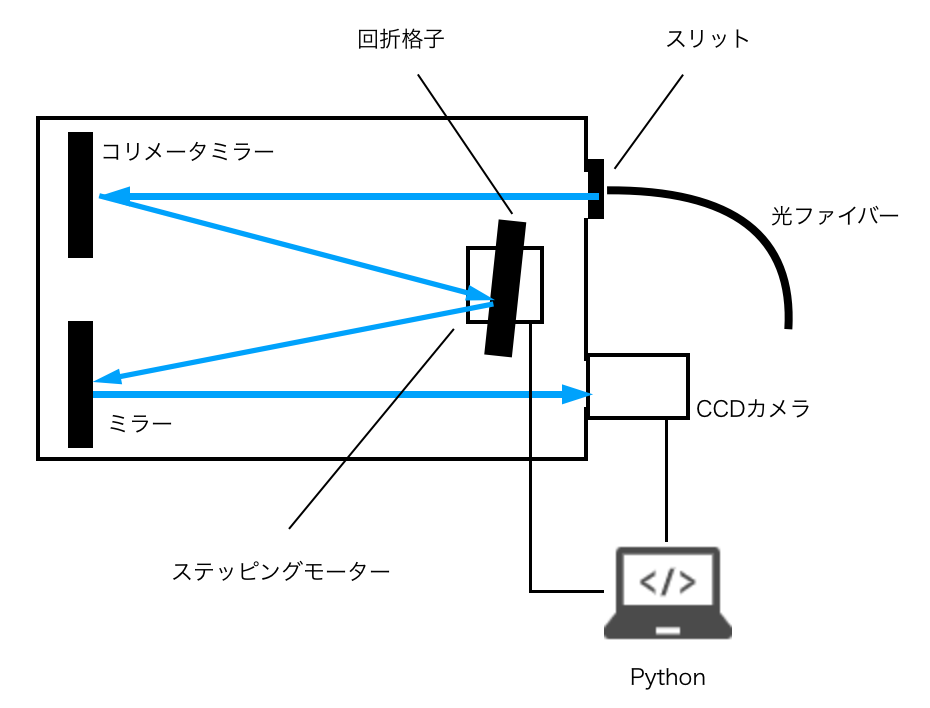 回折格子
スリット
コリメータミラー
光ファイバー
CCDカメラ
ミラー
ステッピングモーター
</>
Python